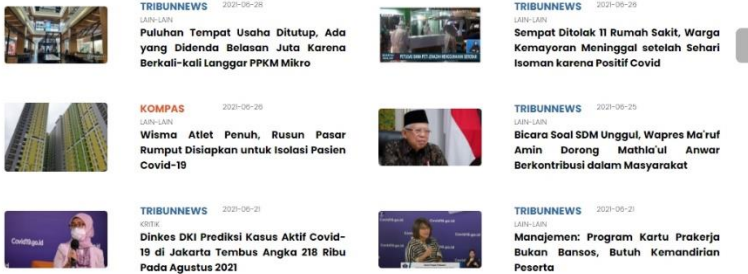 TRIBUNNEWS 2021-06-28
LAIN-LAIN
Puluhan Tempat Usaha Ditutup, Ada
yang Didenda Belasan Juta Karena
Berkali-kali Langgar PPKM Mikro
TRIBUNNEWS 2021-06-26
LAIN-LAIN
Sempat Ditolak 11 Rumah Sakit, Warga
Kemayoran Meninggal setelah Sehari
Isoman karena Positif Covid
KOMPAS 2021-06-26
LAIN-LAIN
Wisma Atlet Penuh, Rusun Pasar
Rumput Disiapkan untuk Isolasi Pasien
Covid-19
TRIBUNNEWS 2021-06-25
LAIN-LAIN
Bicara Soal SDM Unggul, Wapres Ma'ruf
Amin Dorong Mathla'ul Anwar
Berkontribusi dalam Masyarakat
Covid19.go.id
TRIBUNNEWS 2021-06-21
KRITIK
Dinkes DKI Prediksi Kasus Aktif Covid-
19 di Jakarta Tembus Angka 218 Ribu
Pada Agustus 2021
TRIBUNNEWS 2021-06-21
LAIN-LAIN
Manajemen: Program Kartu Prakerja
Bukan Bansos, Butuh Kemandirian
Peserta